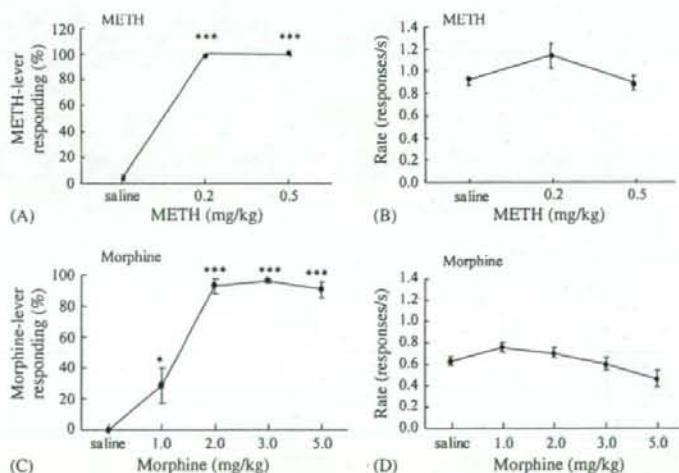 METH
METH-lever
responding (%)
120
100
80
60
40
20
0
***
***
saline
0.2
0.5
(A)
METH (mg/kg)
METH
Rate (responses/s)
1.4
1.2
1.0
0.8
0.6
0.4
0.2
0.0
saline
0.2
0.5
(B)
METH (mg/kg)
Morphine
Morphine-lever
responding (%)
100
80
60
40
20
0
*
***
***
***
saline
1.0
2.0
3.0
5.0
(C)
Morphine (mg/kg)
Morphine
Rate (responses/s)
1.4
1.2
1.0
0.8
0.6
0.4
0.2
0.0
saline
1.0
2.0
3.0
5.0
(D)
Morphine (mg/kg)